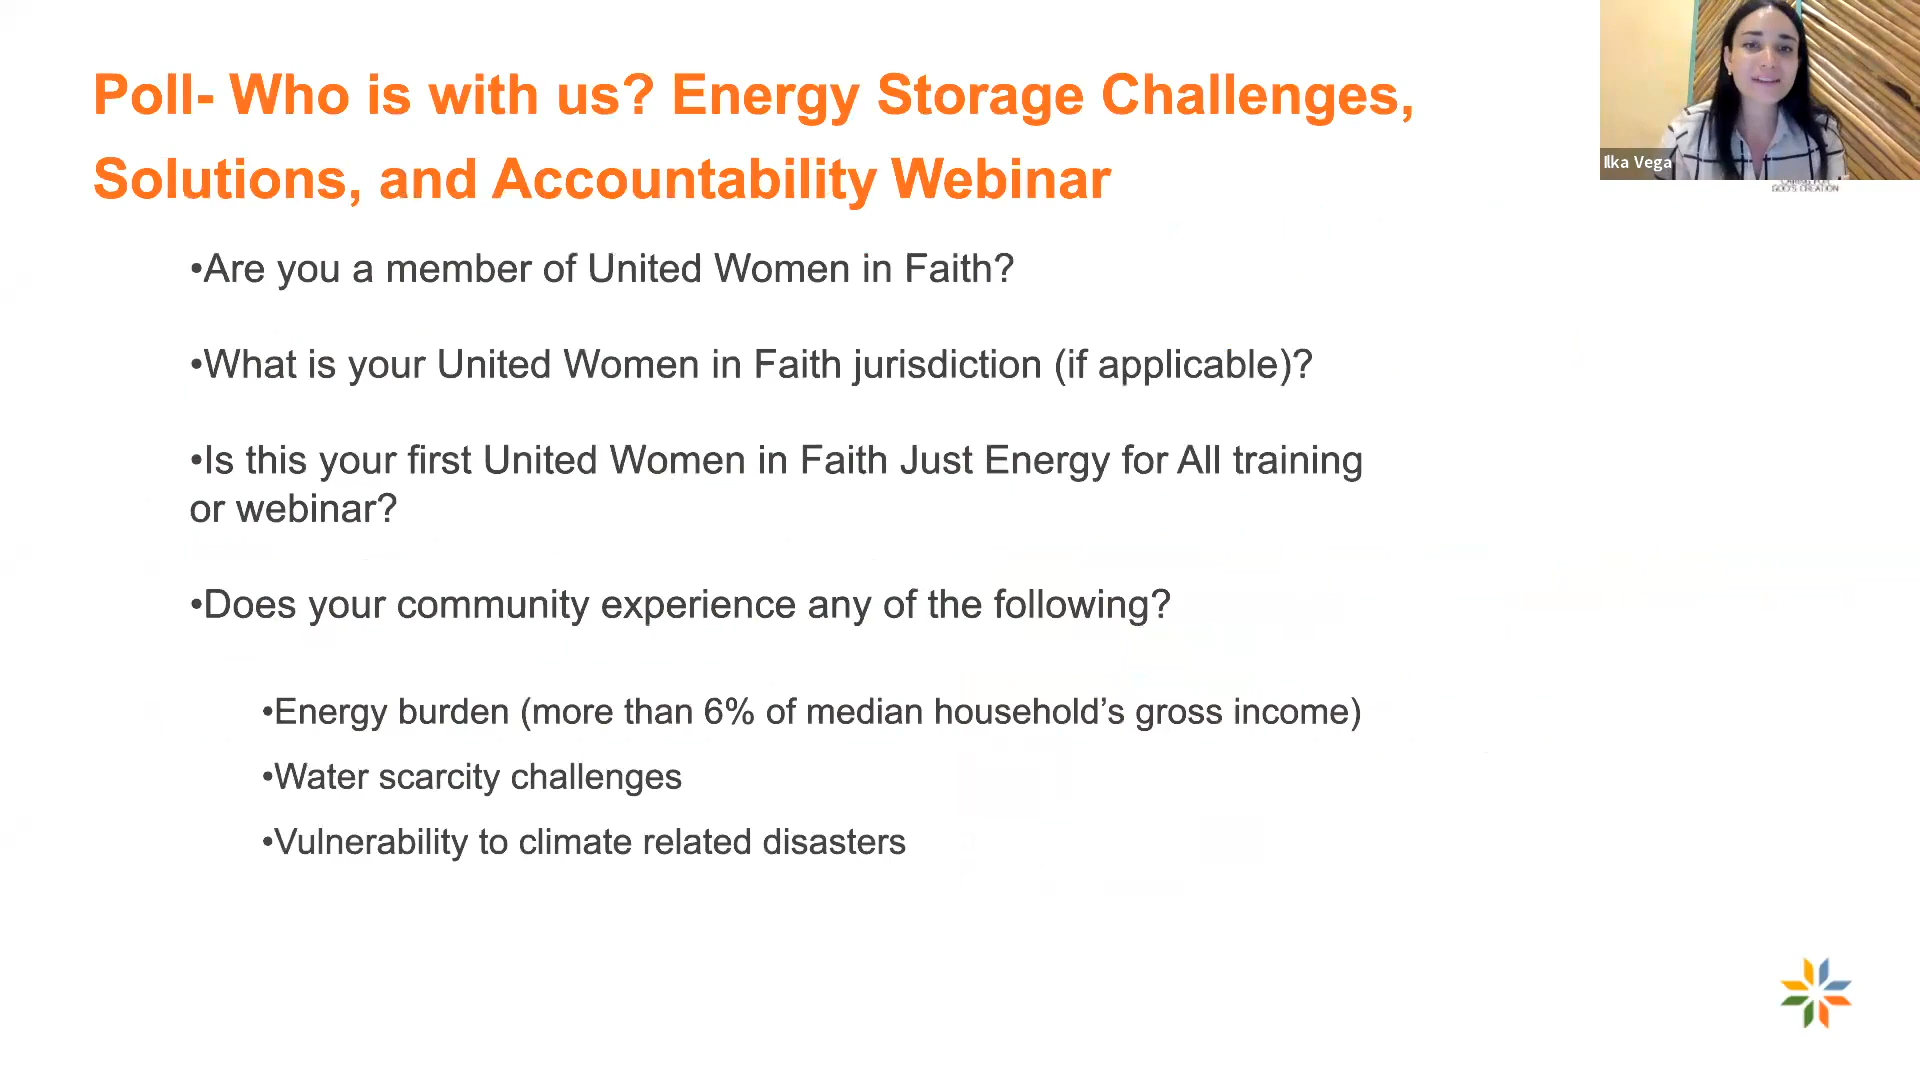 Poll- Who is with us? Energy Storage Challenges,
Solutions, and Accountability Webinar
•Are you a member of United Women in Faith?
•What is your United Women in Faith jurisdiction (if applicable)?
•Is this your first United Women in Faith Just Energy for All training
or webinar?
•Does your community experience any of the following?
•Energy burden (more than 6% of median household’s gross income)
•Water scarcity challenges
•Vulnerability to climate related disasters
Ilka Vega
GOD'S CREATION